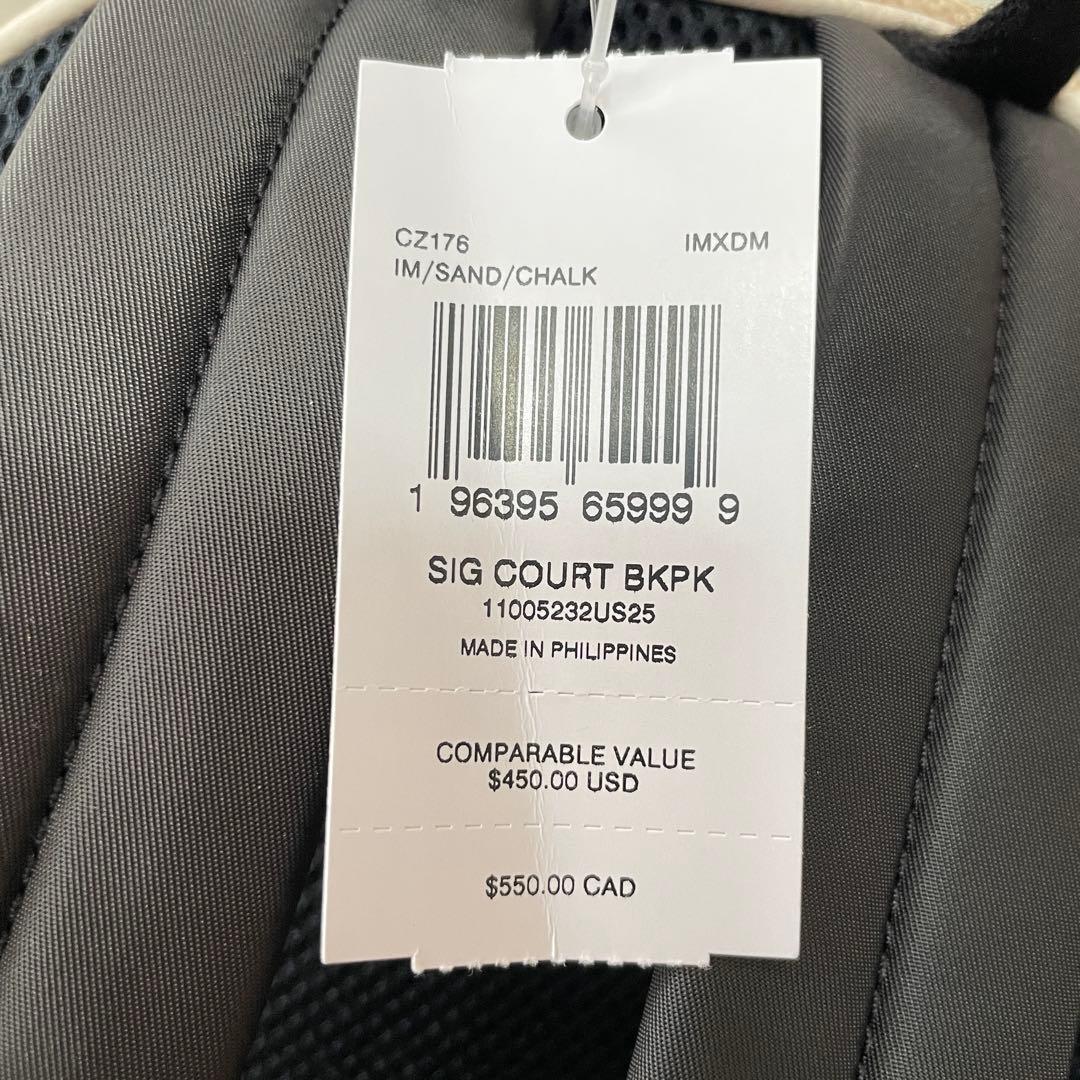 CZ176 IMXDM
IM/SAND/CHALK
1 96395 65999 9
SIG COURT BKPK
11005232US25
MADE IN PHILIPPINES
COMPARABLE VALUE
$450.00 USD
$550.00 CAD